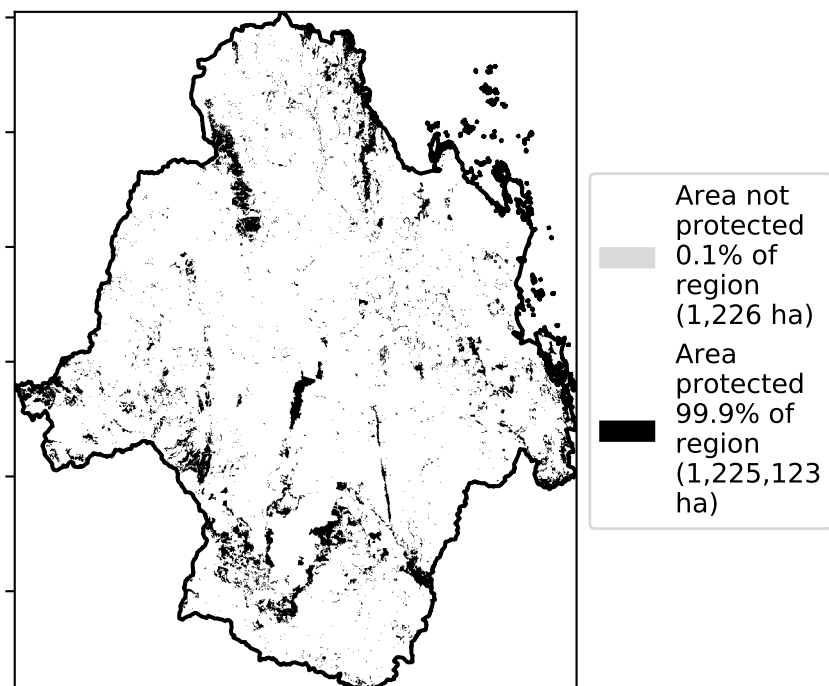 Area not
protected
0.1% of
region
(1,226 ha)
Area
protected
99.9% of
region
(1,225,123
ha)